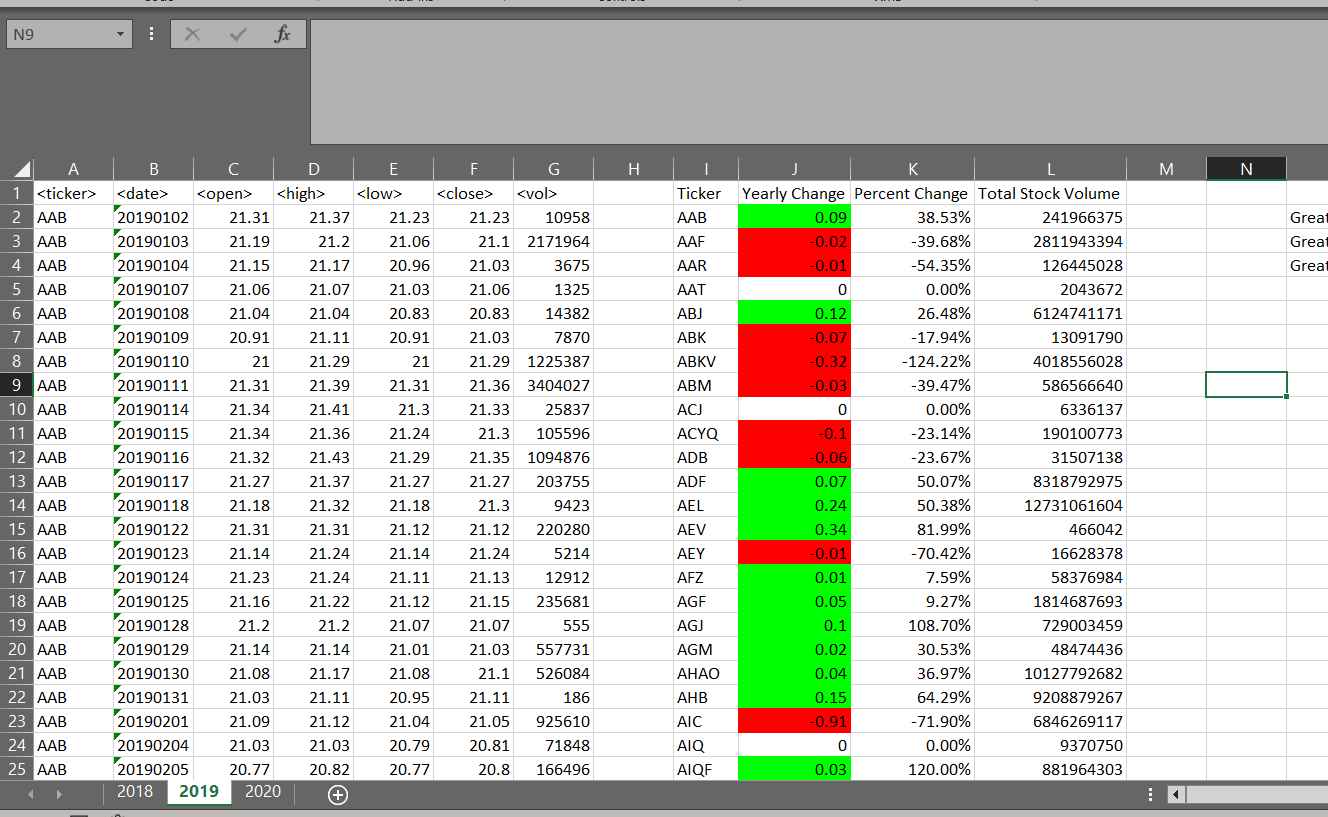 N9 fx
A B C D E F G H I J K L M N
1 <ticker> <date> <open> <high> <low> <close> <vol> Ticker Yearly Change Percent Change Total Stock Volume
2 AAB 20190102 21.31 21.37 21.23 21.23 10958 AAB 0.09 38.53% 241966375 Great
3 AAB 20190103 21.19 21.2 21.06 21.1 2171964 AAF -0.02 -39.68% 2811943394 Great
4 AAB 20190104 21.15 21.17 20.96 21.03 3675 AAR -0.01 -54.35% 126445028 Great
5 AAB 20190107 21.06 21.07 21.03 21.06 1325 AAT 0 0.00% 2043672
6 AAB 20190108 21.04 21.04 20.83 20.83 14382 ABJ 0.12 26.48% 6124741171
7 AAB 20190109 20.91 21.11 20.91 21.03 7870 ABK -0.07 -17.94% 13091790
8 AAB 20190110 21 21.29 21 21.29 1225387 ABKV -0.32 -124.22% 4018556028
9 AAB 20190111 21.31 21.39 21.31 21.36 3404027 ABM -0.03 -39.47% 586566640
10 AAB 20190114 21.34 21.41 21.3 21.33 25837 ACJ 0 0.00% 6336137
11 AAB 20190115 21.34 21.36 21.24 21.3 105596 ACYQ -0.1 -23.14% 190100773
12 AAB 20190116 21.32 21.43 21.29 21.35 1094876 ADB -0.06 -23.67% 31507138
13 AAB 20190117 21.27 21.37 21.27 21.27 203755 ADF 0.07 50.07% 8318792975
14 AAB 20190118 21.18 21.32 21.18 21.3 9423 AEL 0.24 50.38% 12731061604
15 AAB 20190122 21.31 21.31 21.12 21.12 220280 AEV 0.34 81.99% 466042
16 AAB 20190123 21.14 21.24 21.14 21.24 5214 AEY -0.01 -70.42% 16628378
17 AAB 20190124 21.23 21.24 21.11 21.13 12912 AFZ 0.01 7.59% 58376984
18 AAB 20190125 21.16 21.22 21.12 21.15 235681 AGF 0.05 9.27% 1814687693
19 AAB 20190128 21.2 21.2 21.07 21.07 555 AGJ 0.1 108.70% 729003459
20 AAB 20190129 21.14 21.14 21.01 21.03 557731 AGM 0.02 30.53% 48474436
21 AAB 20190130 21.08 21.17 21.08 21.1 526084 AHAO 0.04 36.97% 10127792682
22 AAB 20190131 21.03 21.11 20.95 21.11 186 AHB 0.15 64.29% 9208879267
23 AAB 20190201 21.09 21.12 21.04 21.05 925610 AIC -0.91 -71.90% 6846269117
24 AAB 20190204 21.03 21.03 20.79 20.81 71848 AIQ 0 0.00% 9370750
25 AAB 20190205 20.77 20.82 20.77 20.8 166496 AIQF 0.03 120.00% 881964303
2018 2019 2020